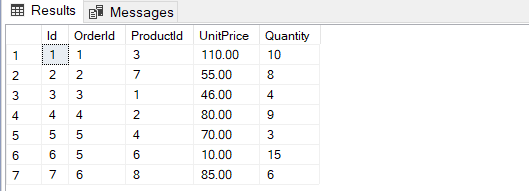 Results Messages
Id OrderId ProductId UnitPrice Quantity
1 1 1 3 110.00 10
2 2 2 7 55.00 8
3 3 3 1 46.00 4
4 4 4 2 80.00 9
5 5 5 4 70.00 3
6 6 5 6 10.00 15
7 7 6 8 85.00 6